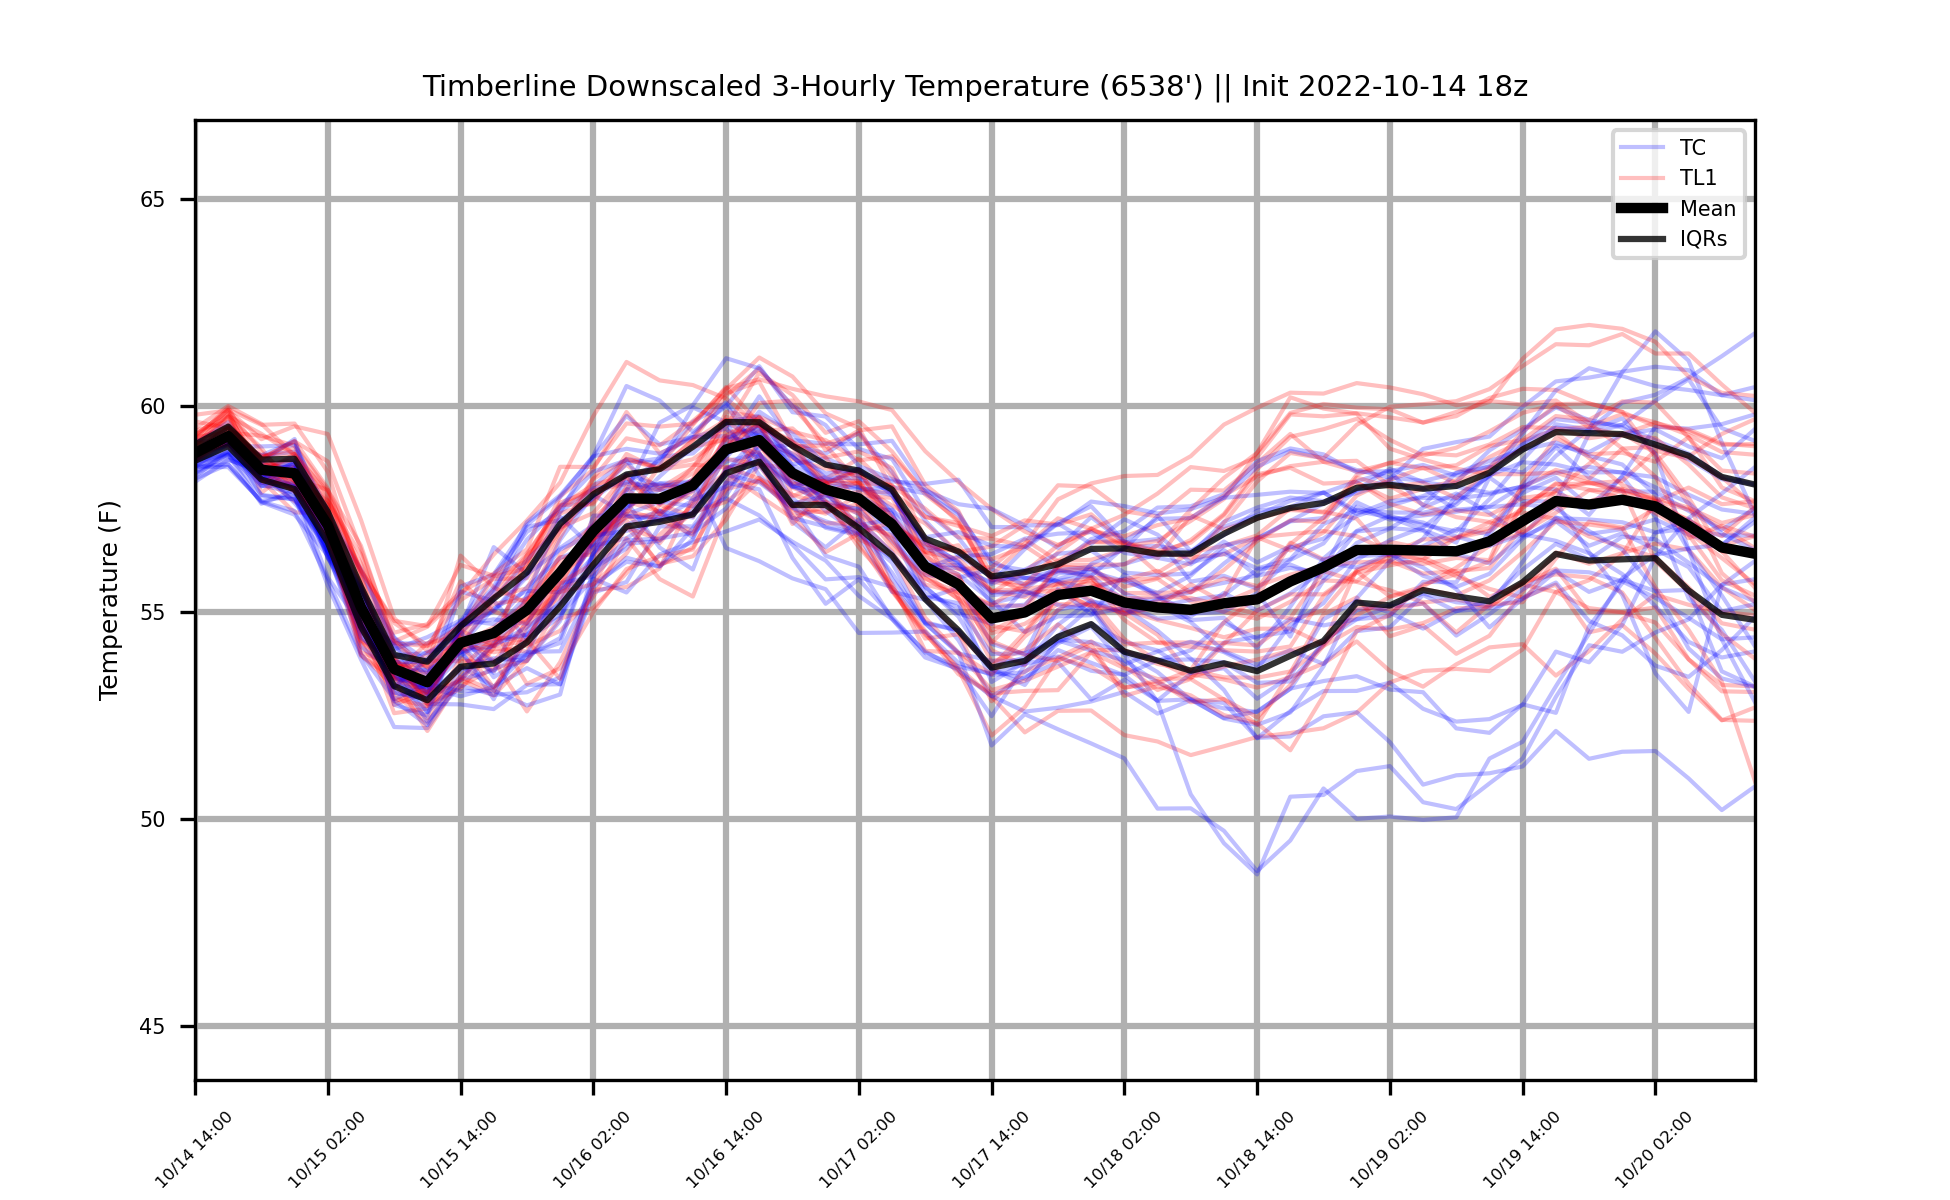 Timberline Downscaled 3-Hourly Temperature (6538') || Init 2022-10-14 18z
TC
TL1
Mean
IQRs
Temperature (F)
65
60
55
50
45
10/14 14:00
10/15 02:00
10/15 14:00
10/16 02:00
10/16 14:00
10/17 02:00
10/17 14:00
10/18 02:00
10/18 14:00
10/19 02:00
10/19 14:00
10/20 02:00